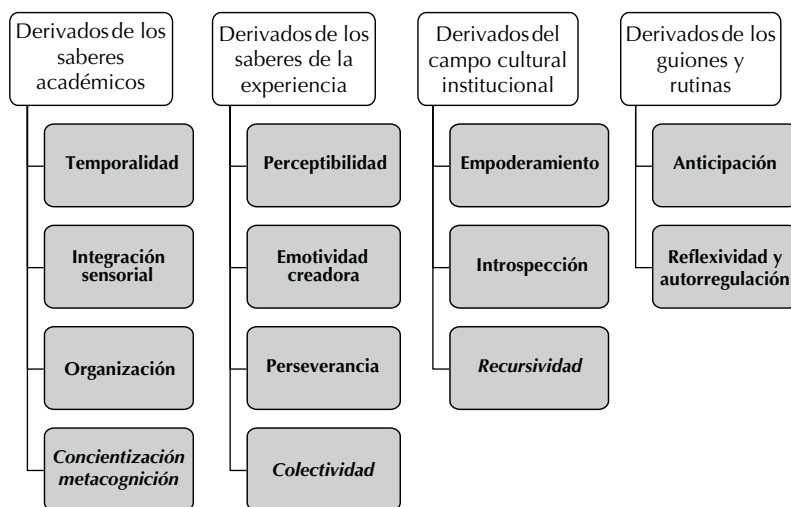 Derivados de los
saberes
académicos
Temporalidad
Integración
sensorial
Organización
Concientización
metacognición
Derivados de los
saberes de la
experiencia
Perceptibilidad
Emotividad
creadora
Perseverancia
Colectividad
Derivados del
campo cultural
institucional
Empoderamiento
Introspección
Recursividad
Derivados de los
guiones y
rutinas
Anticipación
Reflexividad y
autorregulación